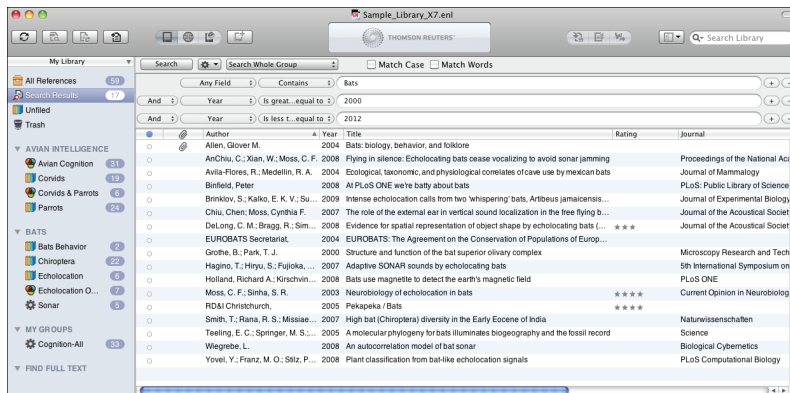 Sample_Library_X7.enl
THOMSON REUTERS™
Search Library
My Library
Search
Search Whole Group
Match Case
Match Words
All References 59
Search Results 17
Unfiled
Trash
AVIAN INTELLIGENCE
Avian Cognition 31
Corvids 19
Corvids & Parrots 6
Parrots 24
BATS
Bats Behavior 2
Chiroptera 22
Echolocation 6
Echolocation O... 7
Sonar 5
MY GROUPS
Cognition-All 33
FIND FULL TEXT
Any Field Contains Bats
And Year Is great...equal to 2000
And Year Is less t...equal to 2012
Author Year Title Rating Journal
Allen, Glover M. 2004 Bats: biology, behavior, and folklore
AnChiu, C.; Xian, W.; Moss, C. F. 2008 Flying in silence: Echolocating bats cease vocalizing to avoid sonar jamming Proceedings of the National Aca
Avila-Flores, R.; Medellin, R. A. 2004 Ecological, taxonomic, and physiological correlates of cave use by mexican bats Journal of Mammalogy
Binfield, Peter 2008 At PLoS ONE we're batty about bats PLoS: Public Library of Science
Brinklov, S.; Kalko, E. K. V.; Su... 2009 Intense echolocation calls from two 'whispering' bats, Artibeus jamaicensis... Journal of Experimental Biology
Chiu, Chen; Moss, Cynthia F. 2007 The role of the external ear in vertical sound localization in the free flying b... Journal of the Acoustical Societ
DeLong, C. M.; Bragg, R.; Sim... 2008 Evidence for spatial representation of object shape by echolocating bats (... ★★★ Journal of the Acoustical Societ
EUROBATS Secretariat, 2004 EUROBATS: The Agreement on the Conservation of Populations of Europ...
Grothe, B.; Park, T. J. 2000 Structure and function of the bat superior olivary complex Microscopy Research and Tech
Hagino, T.; Hiryu, S.; Fujioka, ... 2007 Adaptive SONAR sounds by echolocating bats 5th International Symposium on
Holland, Richard A.; Kirschvin... 2008 Bats use magnetite to detect the earth's magnetic field PLoS ONE
Moss, C. F.; Sinha, S. R. 2003 Neurobiology of echolocation in bats ★★★★ Current Opinion in Neurobiolog
RD&I Christchurch, 2005 Pekapeka / Bats ★★★★
Smith, T.; Rana, R. S.; Missiae... 2007 High bat (Chiroptera) diversity in the Early Eocene of India Naturwissenschaften
Teeling, E. C.; Springer, M. S.;... 2005 A molecular phylogeny for bats illuminates biogeography and the fossil record Science
Wiegrebe, L. 2008 An autocorrelation model of bat sonar Biological Cybernetics
Yovel, Y.; Franz, M. O.; Stilz, P... 2008 Plant classification from bat-like echolocation signals PLoS Computational Biology